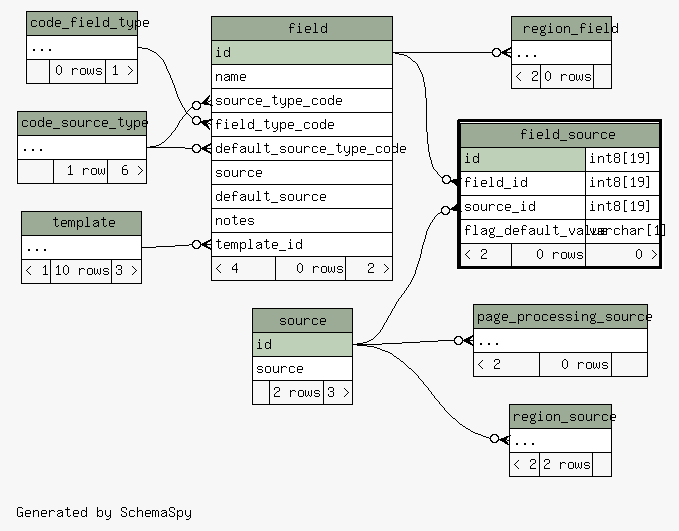 code_field_type
...
0 rows 1 >
code_source_type
...
1 row 6 >
template
...
< 1 10 rows 3 >
field
id
name
source_type_code
field_type_code
default_source_type_code
source
default_source
notes
template_id
< 4 0 rows 2 >
source
id
source
2 rows 3 >
region_field
...
< 2 0 rows
field_source
id int8[19]
field_id int8[19]
source_id int8[19]
flag_default_value varchar[1]
< 2 0 rows 0 >
page_processing_source
...
< 2 0 rows
region_source
...
< 2 2 rows
Generated by SchemaSpy